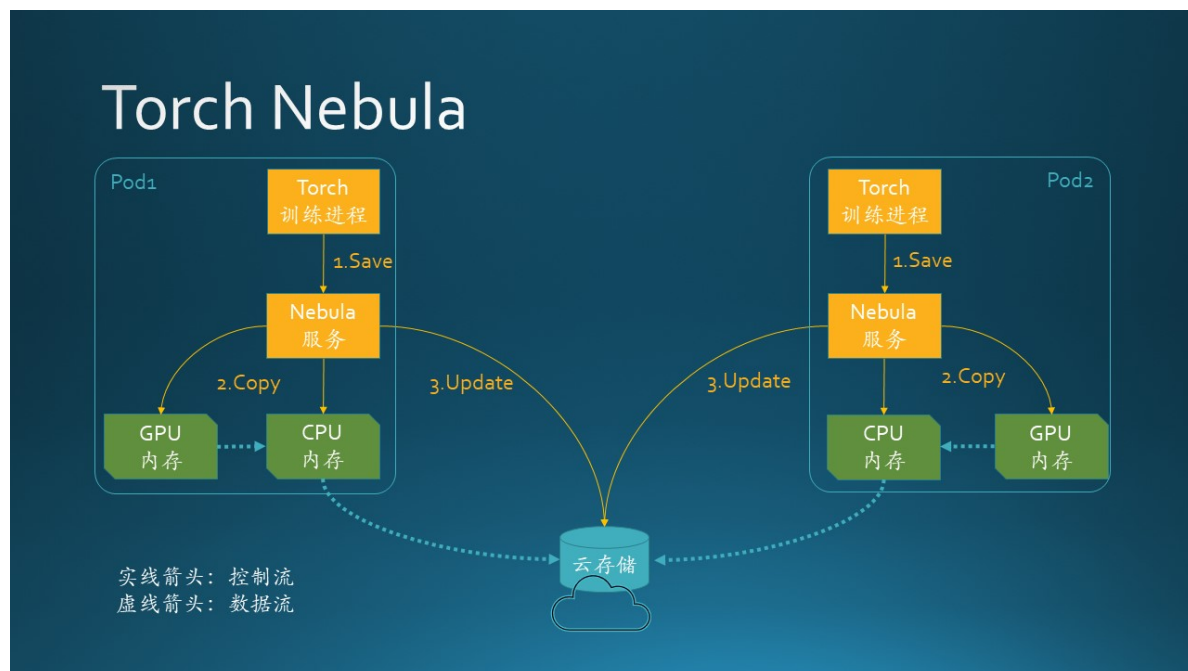 Torch Nebula
Pod1
Torch
训练进程
1.Save
Nebula
服务
2.Copy
3.Update
GPU
内存
CPU
内存
Pod2
Torch
训练进程
1.Save
Nebula
服务
3.Update
2.Copy
CPU
内存
GPU
内存
云存储
实线箭头：控制流
虚线箭头：数据流